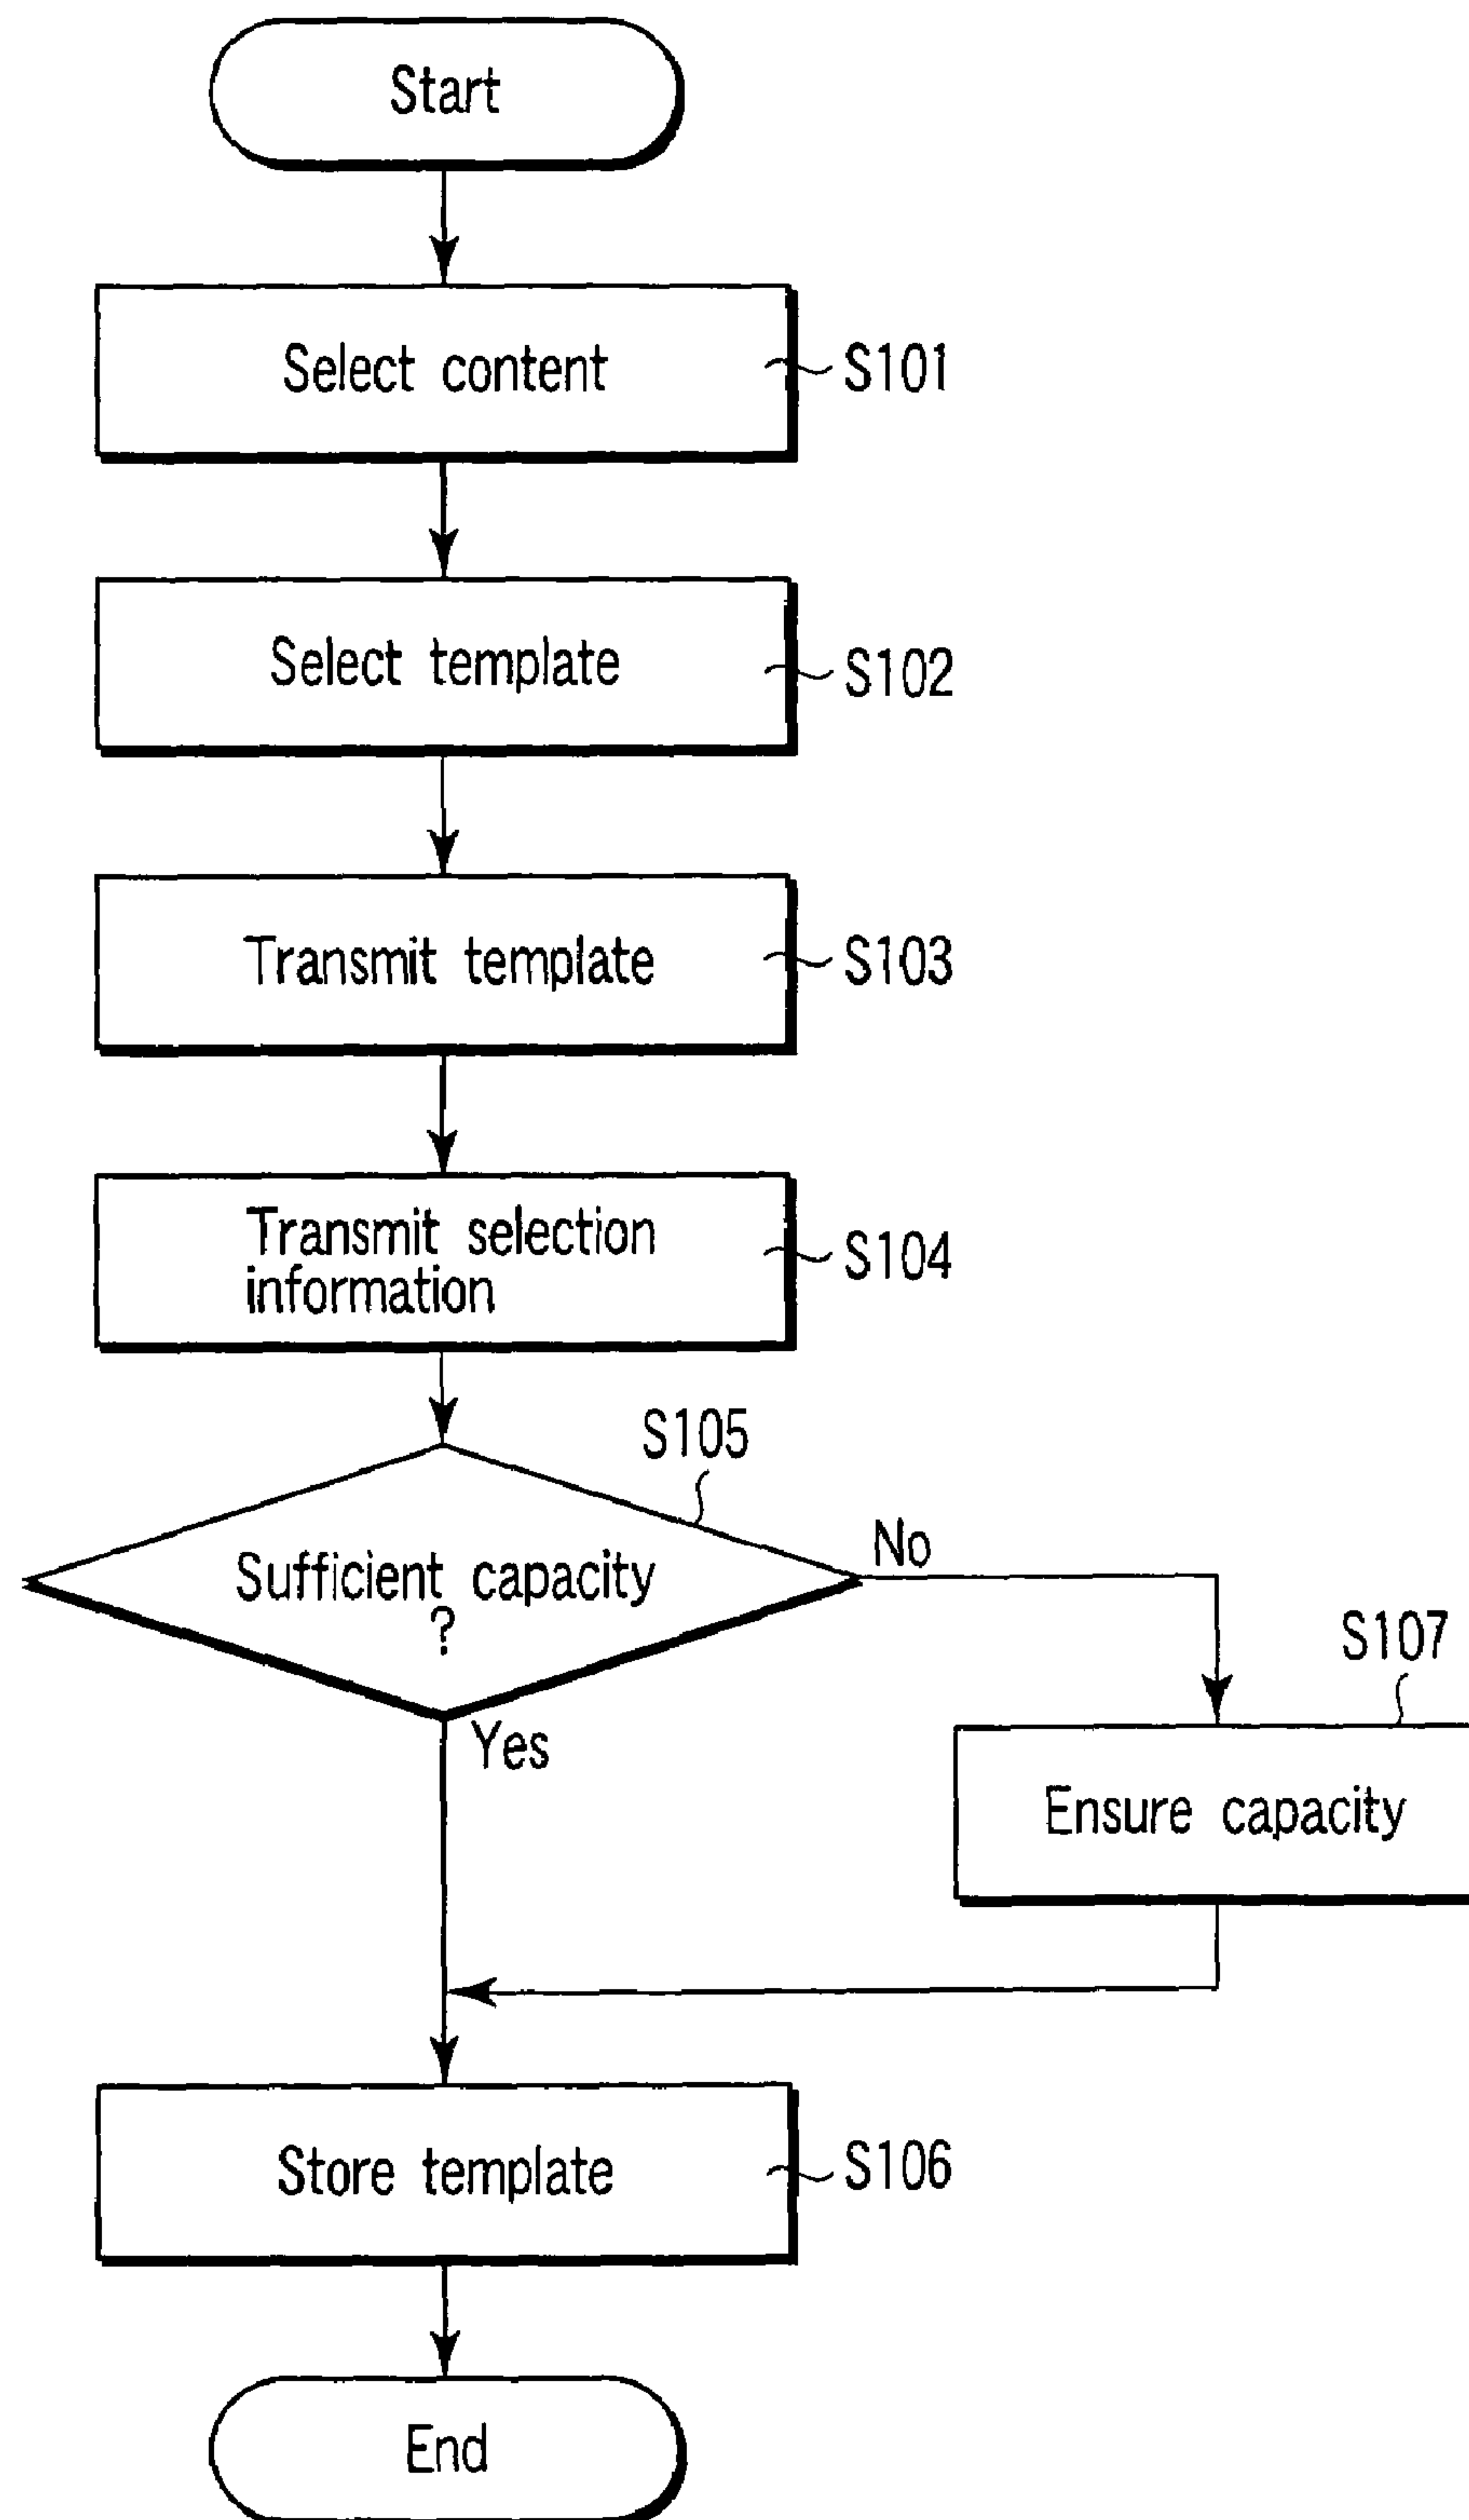 Start
Select content
S101
Select template
S102
Transmit template
S103
Transmit selection
information
S104
S105
Sufficient capacity
?
No
Yes
S107
Ensure capacity
Store template
S106
End